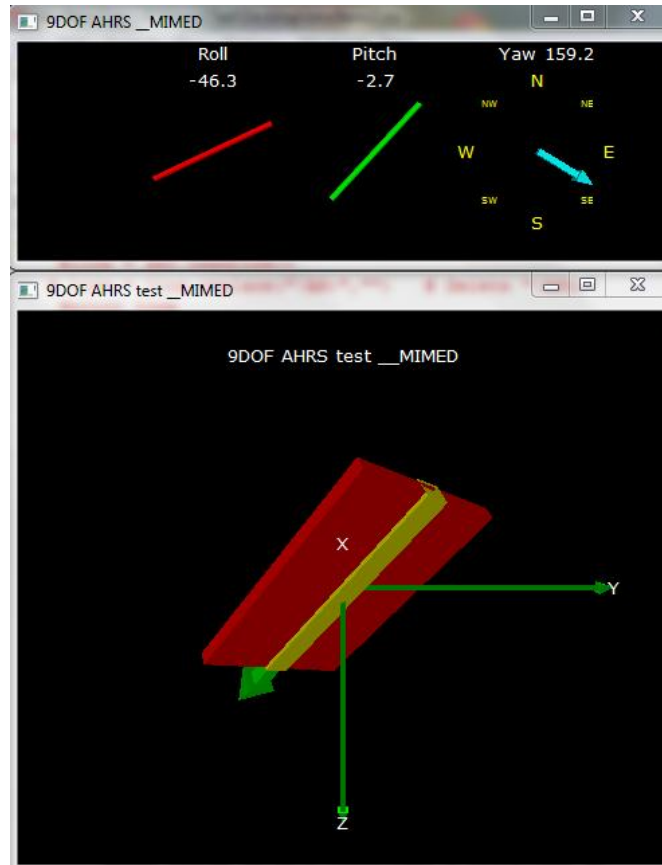 9DOF AHRS __MIMED
Roll Pitch Yaw 159.2
-46.3 -2.7 N
NW NE
W E
SW SE
S
9DOF AHRS test __MIMED
9DOF AHRS test __MIMED
X
Y
Z